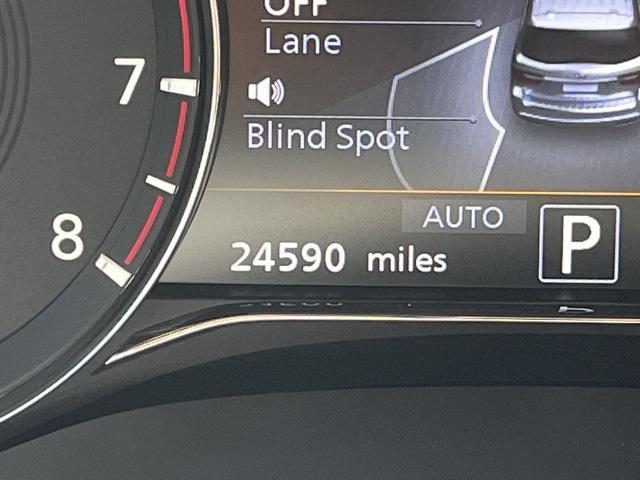 OFF
Lane
7
Blind Spot
AUTO
8
24590 miles
P